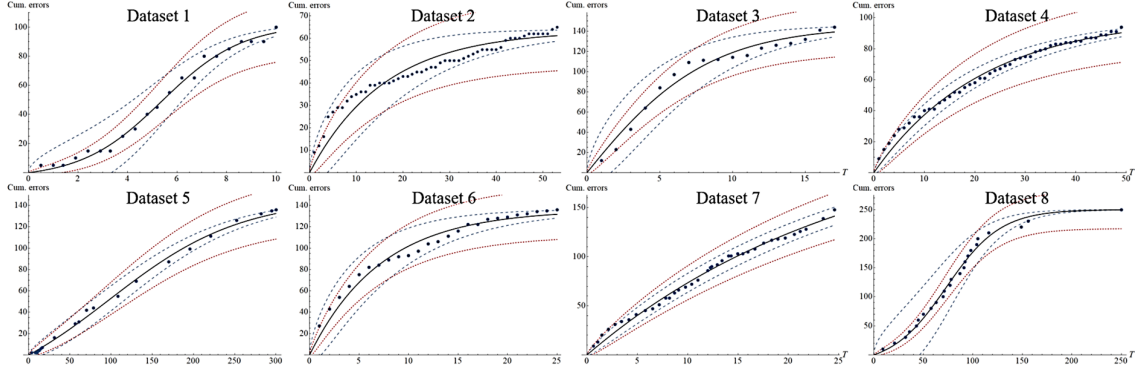 Cum. errors Cum. errors Cum. errors Cum. errors
Dataset 1 Dataset 2 Dataset 3 Dataset 4
100 80 60 40 20
0 2 4 6 8 10
70 60 50 40 30 20 10
0 10 20 30 40 50
140 120 100 80 60 40 20
0 5 10 15 T
100 80 60 40 20
0 10 20 30 40 50 T
Cum. errors Cum. errors Cum. errors Cum. errors
Dataset 5 Dataset 6 Dataset 7 Dataset 8
140 120 100 80 60 40 20
0 50 100 150 200 250 300
140 120 100 80 60 40 20
0 5 10 15 20 25
150 100 50
0 5 10 15 20 25 T
250 200 150 100 50
0 50 100 150 200 250 T